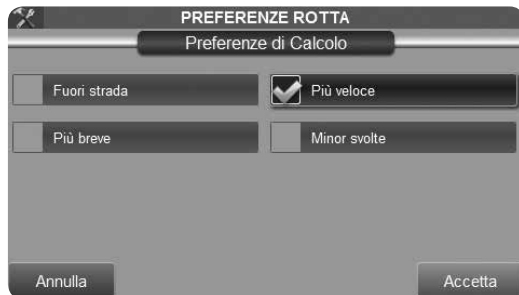 PREFERENZE ROTTA
Preferenze di Calcolo
Fuori strada
Più veloce
Più breve
Minor svolte
Annulla
Accetta